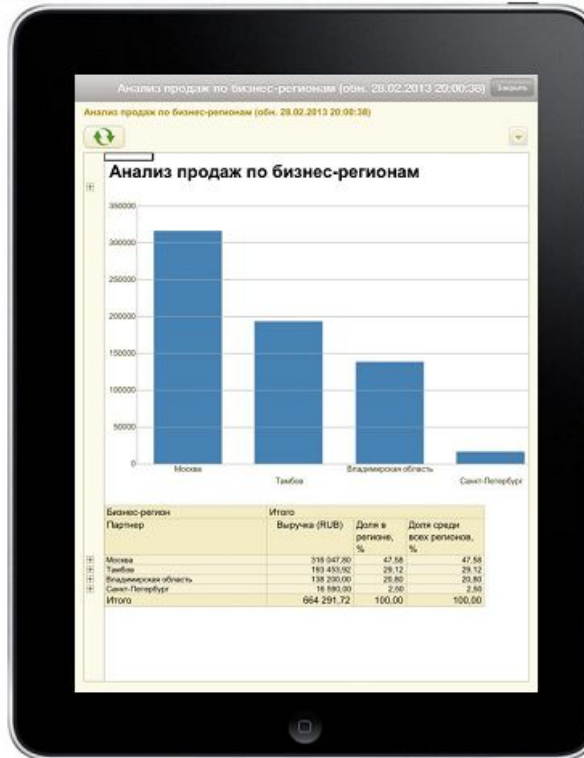 Анализ продаж по бизнес-регионам (обн. 28.02.2013 20:00:38) Закрыть
Анализ продаж по бизнес-регионам (обн. 28.02.2013 20:00:38)
Анализ продаж по бизнес-регионам
350000
300000
250000
200000
150000
100000
50000
0
Москва
Тамбов
Владимирская область
Санкт-Петербург
Бизнес-регион Итого
Партнер Выручка (RUB) Доля в регионе, % Доля среди всех регионов, %
Москва 316 047,80 47,58 47,58
Тамбов 193 453,92 29,12 29,12
Владимирская область 138 200,00 20,80 20,80
Санкт-Петербург 16 590,00 2,50 2,50
Итого 664 291,72 100,00 100,00